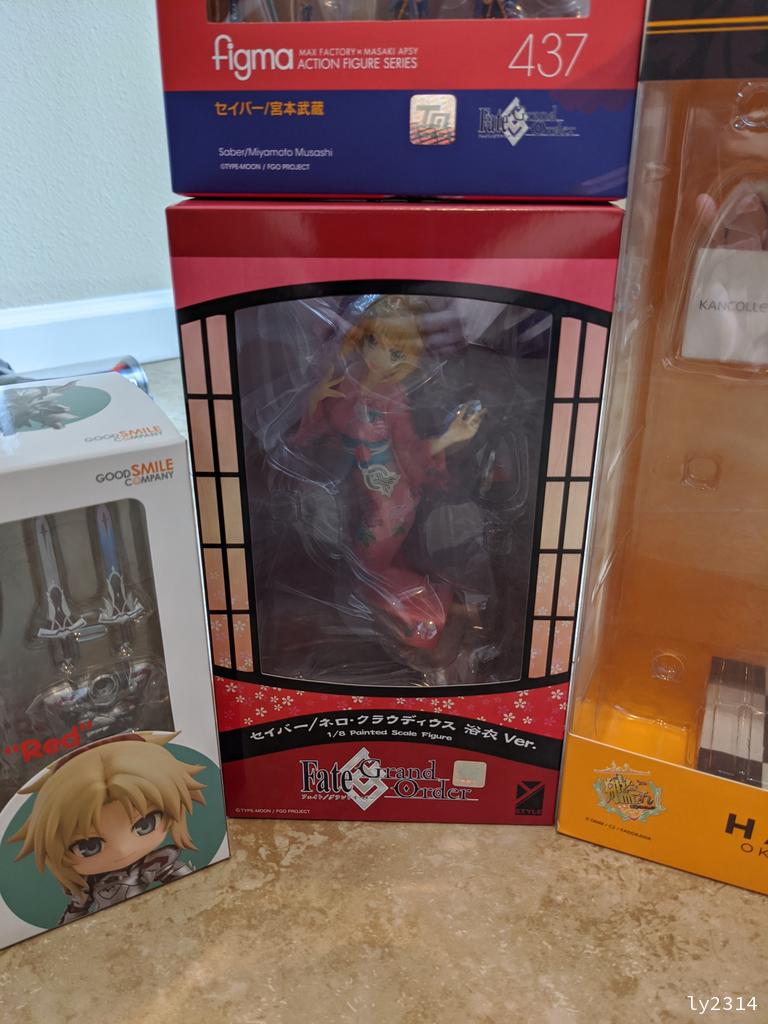 figma
MAX FACTORY×MASAKI APSY
ACTION FIGURE SERIES
437
セイバー/宮本武蔵
Fate
Grand
Order
Saber/Miyamoto Musashi
©TYPE-MOON / FGO PROJECT
KANCOLLE
GOOD SMILE
COMPANY
GOOD SMILE
COMPANY
"Red"
セイバー/ネロ・クラウディウス 浴衣 Ver.
1/8 Painted Scale Figure
Fate
Grand
Order
©TYPE-MOON / FGO PROJECT
STYLE
H
OK
ly2314